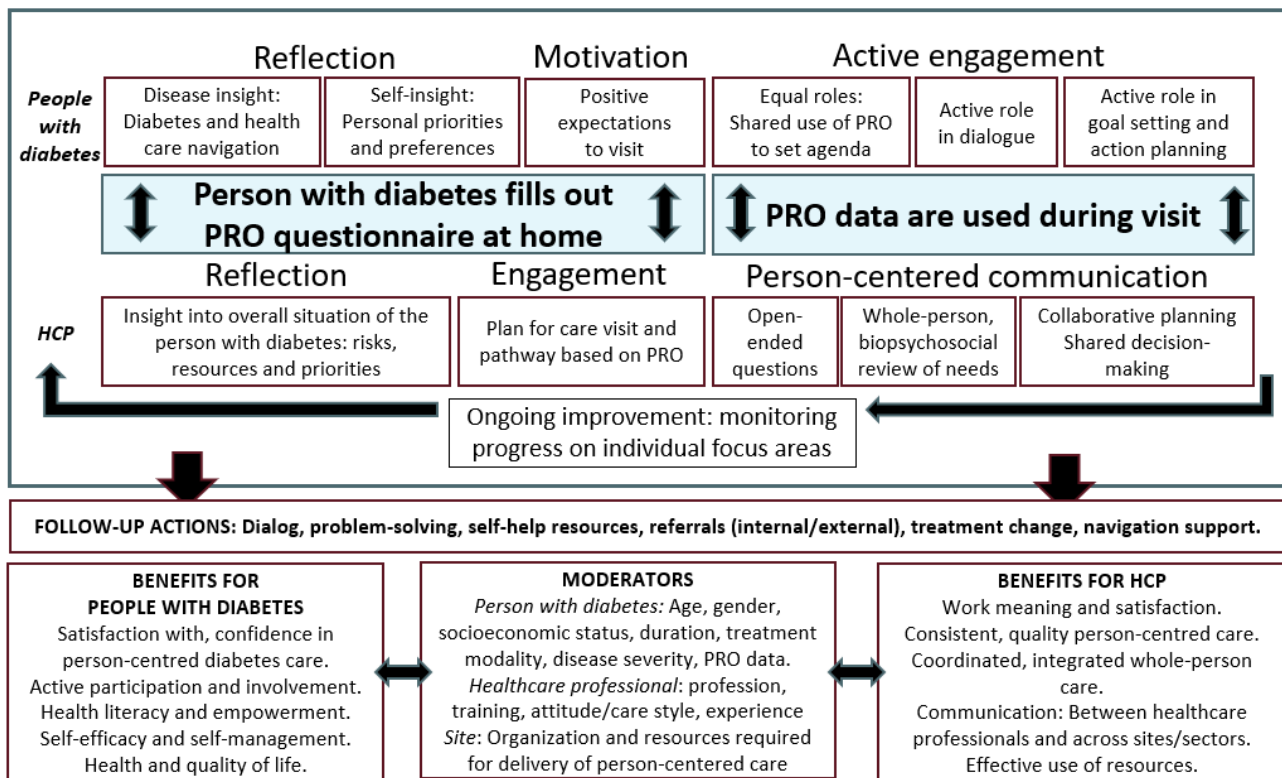 Reflection
Motivation
Active engagement
People
with
diabetes
Disease insight:
Diabetes and health
care navigation
Self-insight:
Personal priorities
and preferences
Positive
expectations
to visit
Equal roles:
Shared use of PRO
to set agenda
Active role
in dialogue
Active role in
goal setting and
action planning
Person with diabetes fills out
PRO questionnaire at home
PRO data are used during visit
Reflection
Engagement
Person-centered communication
HCP
Insight into overall situation of the
person with diabetes: risks,
resources and priorities
Plan for care visit and
pathway based on PRO
Open-
ended
questions
Whole-person,
biopsychosocial
review of needs
Collaborative planning
Shared decision-
making
Ongoing improvement: monitoring
progress on individual focus areas
FOLLOW-UP ACTIONS: Dialog, problem-solving, self-help resources, referrals (internal/external), treatment change, navigation support.
BENEFITS FOR
PEOPLE WITH DIABETES
Satisfaction with, confidence in
person-centred diabetes care.
Active participation and involvement.
Health literacy and empowerment.
Self-efficacy and self-management.
Health and quality of life.
MODERATORS
Person with diabetes: Age, gender,
socioeconomic status, duration, treatment
modality, disease severity, PRO data.
Healthcare professional: profession,
training, attitude/care style, experience
Site: Organization and resources required
for delivery of person-centered care
BENEFITS FOR HCP
Work meaning and satisfaction.
Consistent, quality person-centred care.
Coordinated, integrated whole-person
care.
Communication: Between healthcare
professionals and across sites/sectors.
Effective use of resources.